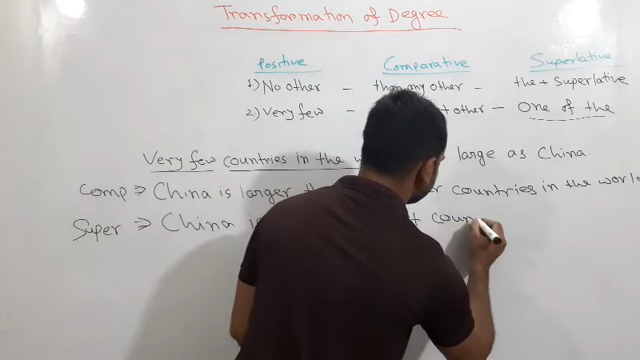 Transformation of Degree
Positive Comparative Superlative
1.) No other – than any other – the + Superlative
2) Very few – other – One of the
Very few countries in the large as China
Comp ⇒ China is larger countries in the world
Super ⇒ China coun